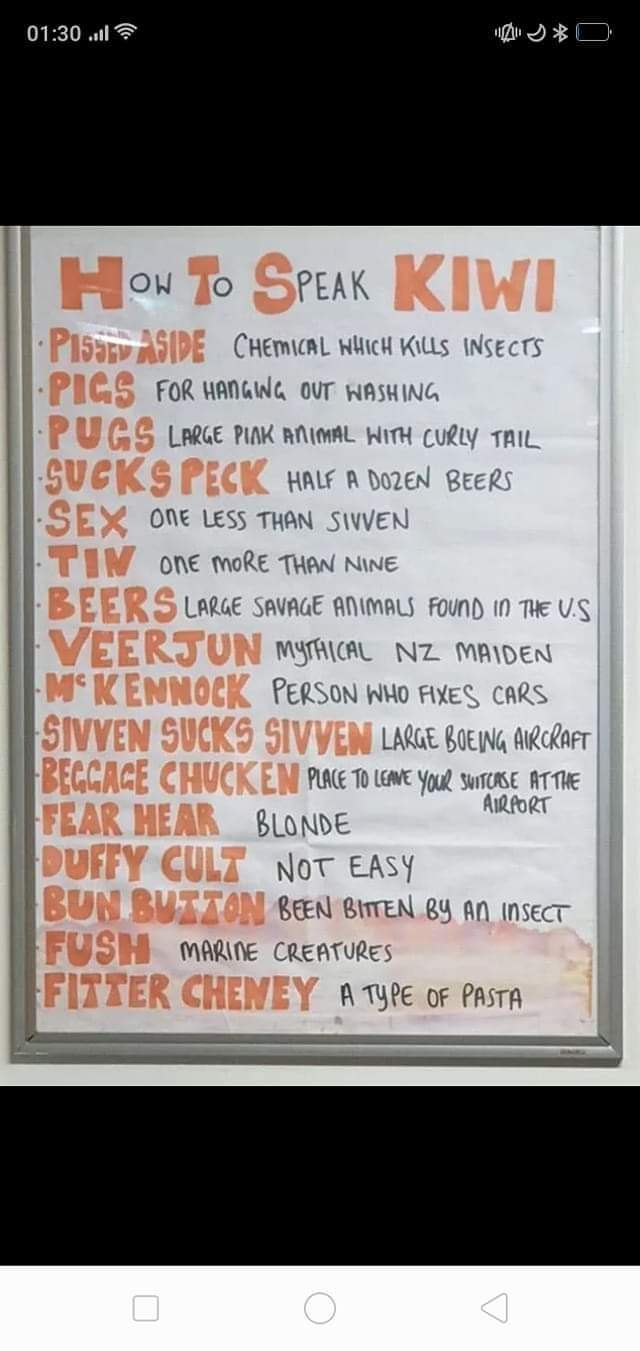 01:30
How To Speak KIWI
· PISSED ASIDE CHEMICAL WHICH KILLS INSECTS
· PIGS FOR HANGING OUT WASHING
· PUGS LARGE PINK ANIMAL WITH CURLY TAIL
· SUCKS PECK HALF A DOZEN BEERS
· SEX ONE LESS THAN SIVVEN
· TIN ONE MORE THAN NINE
· BEERS LARGE SAVAGE ANIMALS FOUND IN THE U.S
· VEERJUN MYTHICAL NZ MAIDEN
· McKENNOCK PERSON WHO FIXES CARS
· SIVVEN SUCKS SIVVEN LARGE BOEING AIRCRAFT
· BEGGAGE CHUCKEN PLACE TO LEAVE YOUR SUITCASE AT THE
AIRPORT
· FEAR HEAR BLONDE
· DUFFY CULT NOT EASY
· BUN BUTTON BEEN BITTEN BY AN INSECT
· FUSH MARINE CREATURES
· FITTER CHENEY A TYPE OF PASTA